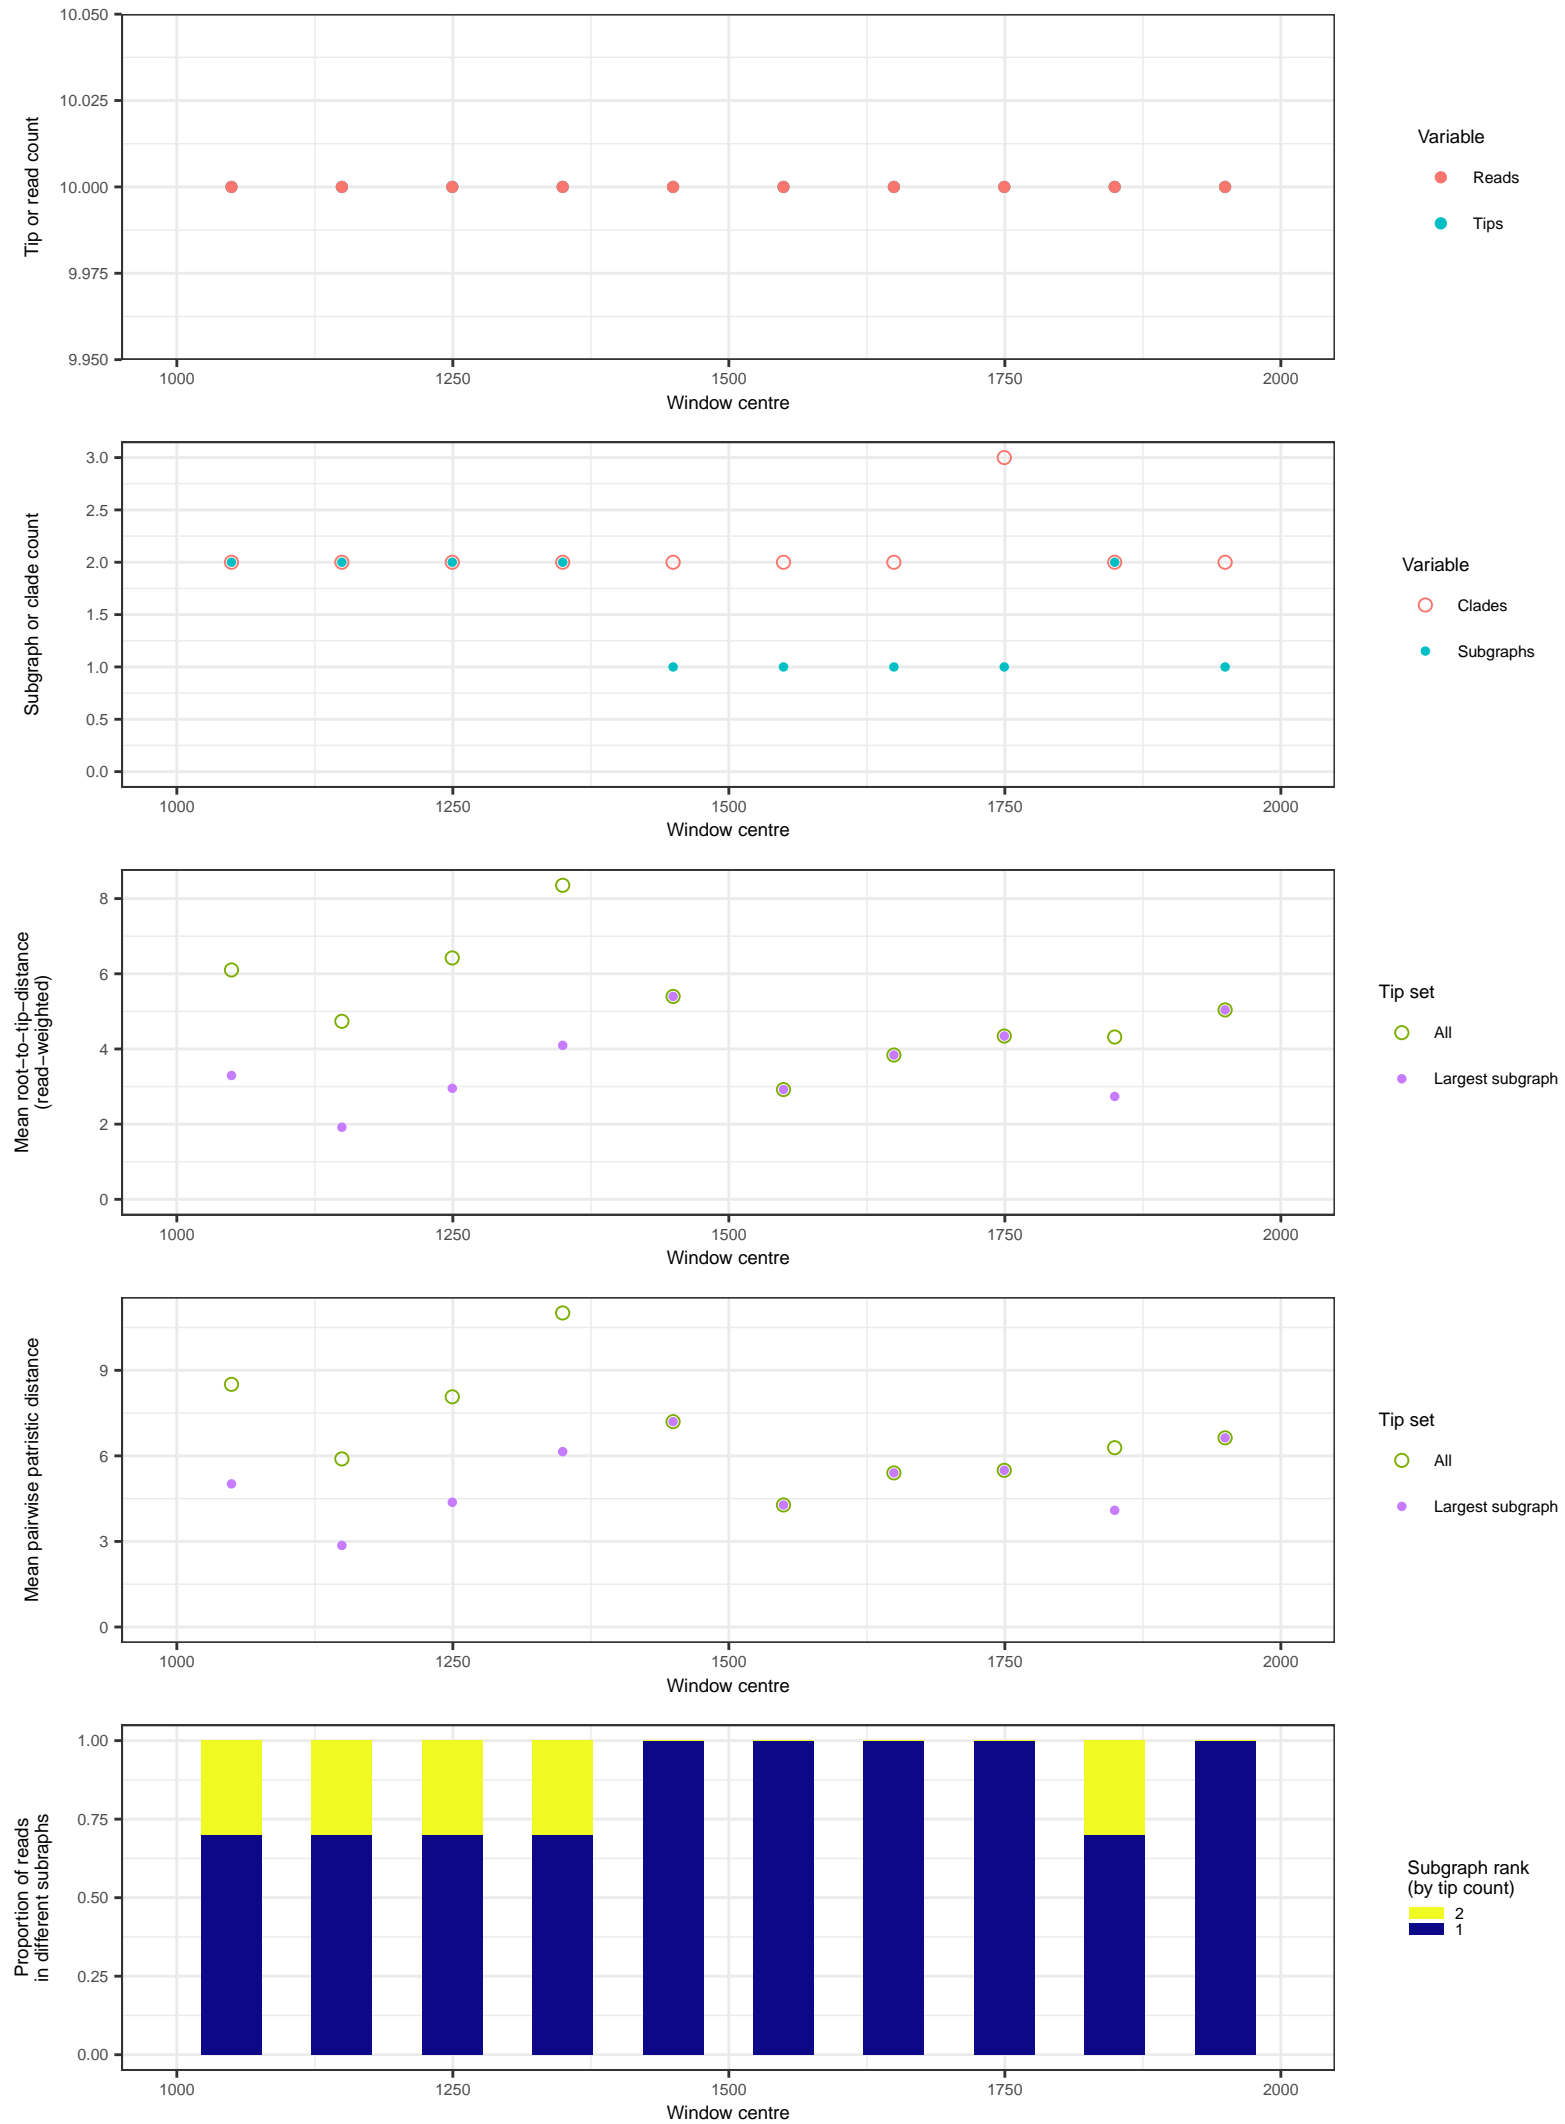 10.050
10.025
10.000
9.975
9.950
Tip or read count
1000 1250 1500 1750 2000
Window centre
Variable
Reads
Tips
3.0
2.5
2.0
1.5
1.0
0.5
0.0
Subgraph or clade count
1000 1250 1500 1750 2000
Window centre
Variable
Clades
Subgraphs
8
6
4
2
0
Mean root−to−tip−distance
(read−weighted)
1000 1250 1500 1750 2000
Window centre
Tip set
All
Largest subgraph
9
6
3
0
Mean pairwise patristic distance
1000 1250 1500 1750 2000
Window centre
Tip set
All
Largest subgraph
1.00
0.75
0.50
0.25
0.00
Proportion of reads
in different subraphs
1000 1250 1500 1750 2000
Window centre
Subgraph rank
(by tip count)
2
1